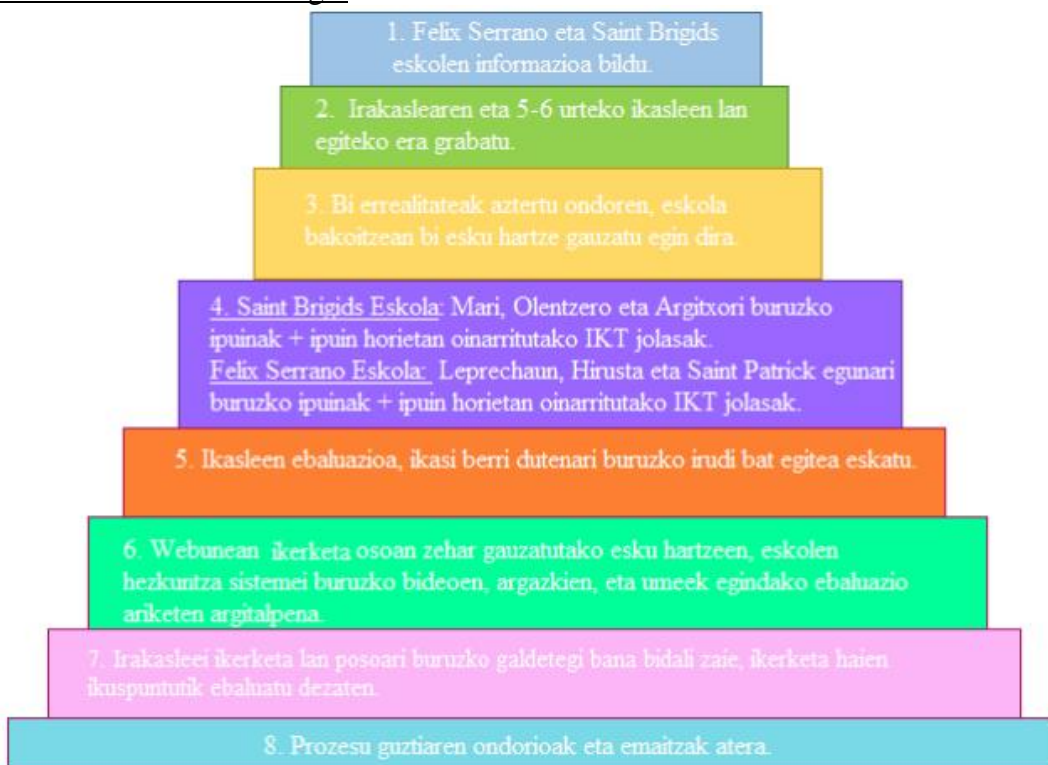 1. Felix Serrano eta Saint Brigids
eskolen informazioa bildu.
2. Irakaslearen eta 5-6 urteko ikasleen lan
egiteko era grabatu.
3. Bi errealitateak aztertu ondoren, eskola
bakoitzean bi esku hartze gauzatu egin dira.
4. Saint Brigids Eskola: Mari, Olentzero eta Argitxori buruzko
ipuinak + ipuin horietan oinarritutako IKT jolasak.
Felix Serrano Eskola: Leprechaun, Hirusta eta Saint Patrick egunari
buruzko ipuinak + ipuin horietan oinarritutako IKT jolasak.
5. Ikasleen ebaluazioa, ikasi berri dutenari buruzko irudi bat egitea eskatu.
6. Webunean ikerketa osoan zehar gauzatutako esku hartzeen, eskolen
hezkuntza sistemei buruzko bideoen, argazkien, eta umeek egindako ebaluazio
ariketen argitalpena.
7. Irakasleei ikerketa lan posoari buruzko galdetegi bana bidali zaie, ikerketa haien
ikuspuntutik ebaluatu dezaten.
8. Prozesu guztiaren ondorioak eta emaitzak atera.